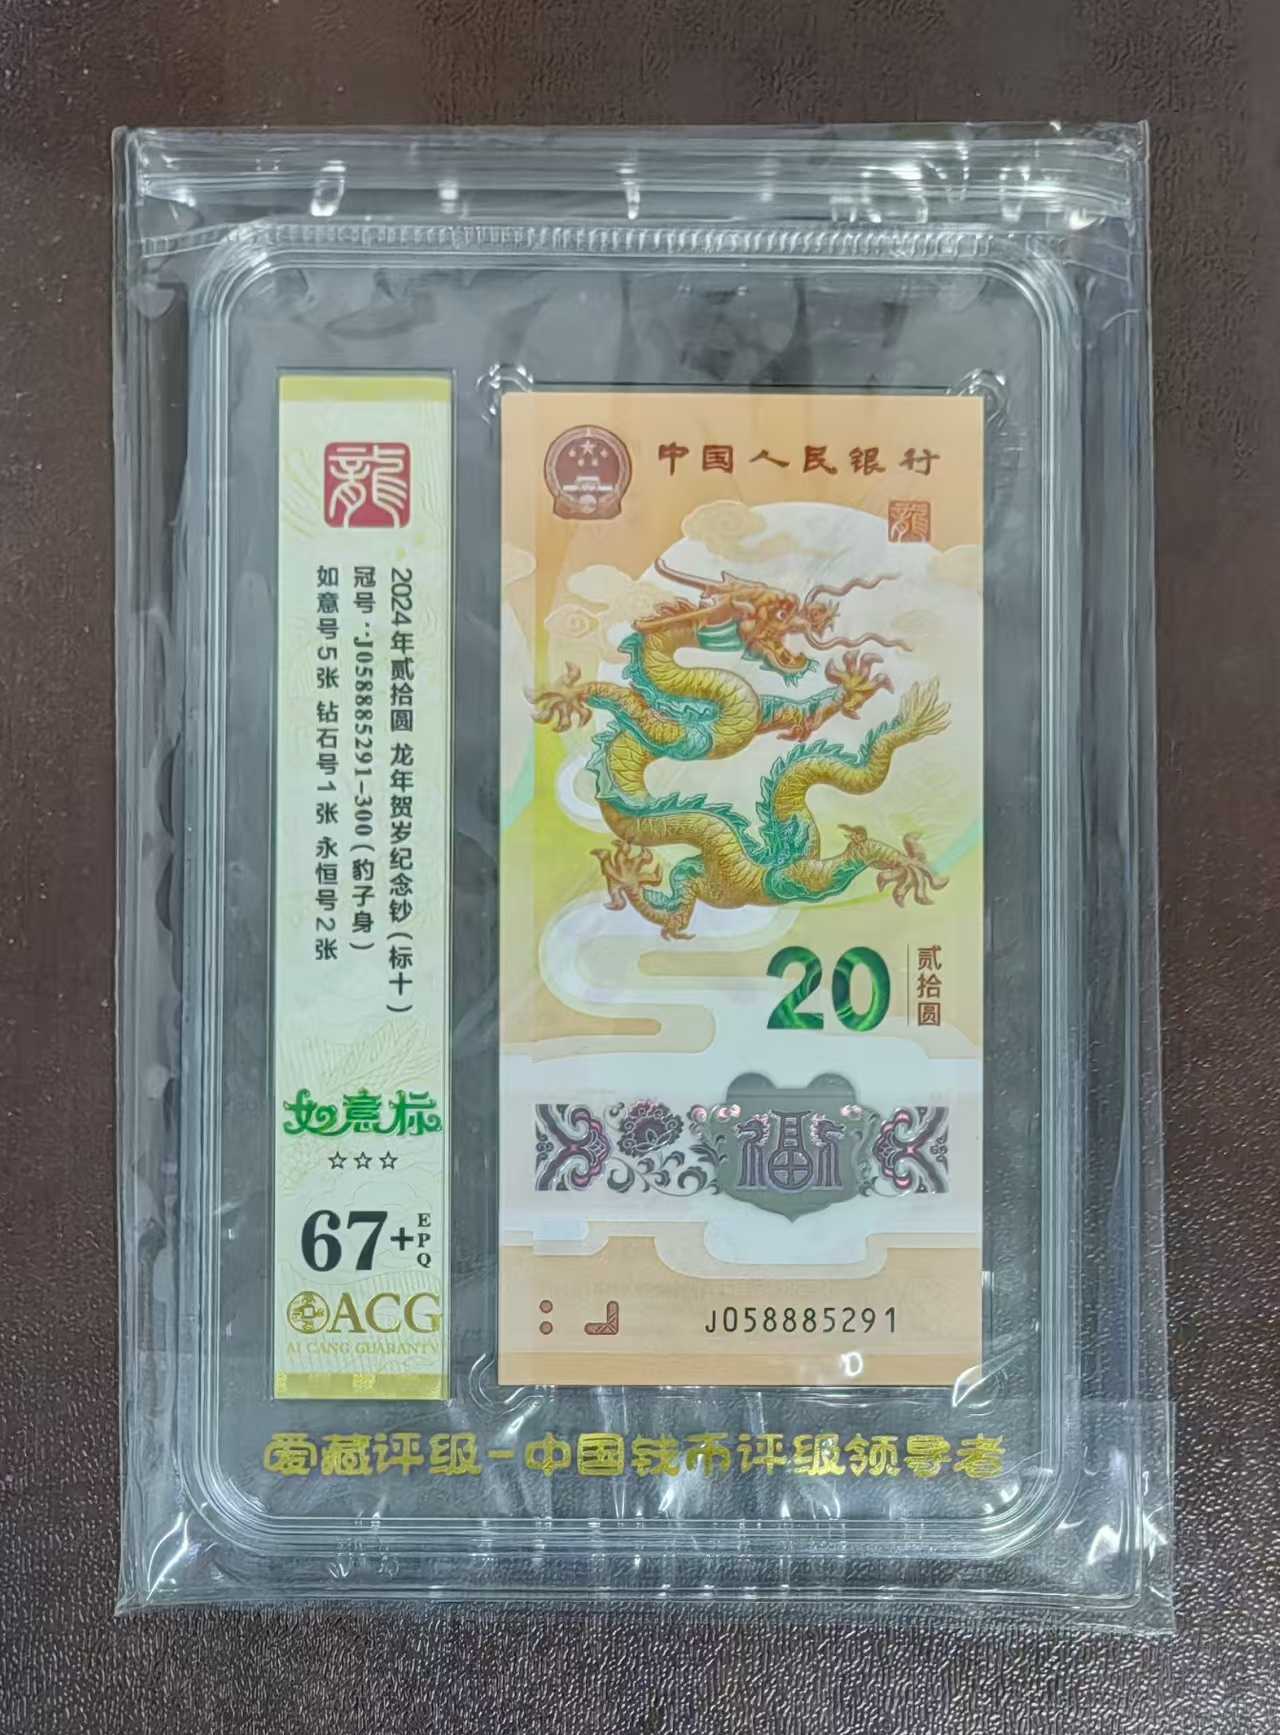 龍
2024年贰拾圆 龙年贺岁纪念钞(标十)
冠号:J058885291-300(豹子身)
如意号5张 钻石号1张 永恒号2张
如意标
☆☆☆
67+EPQ
ACG
AI CANG GUARANTY
中国人民银行
龍
20
贰拾圆
福
J058885291
爱藏评级-中国钱币评级领导者